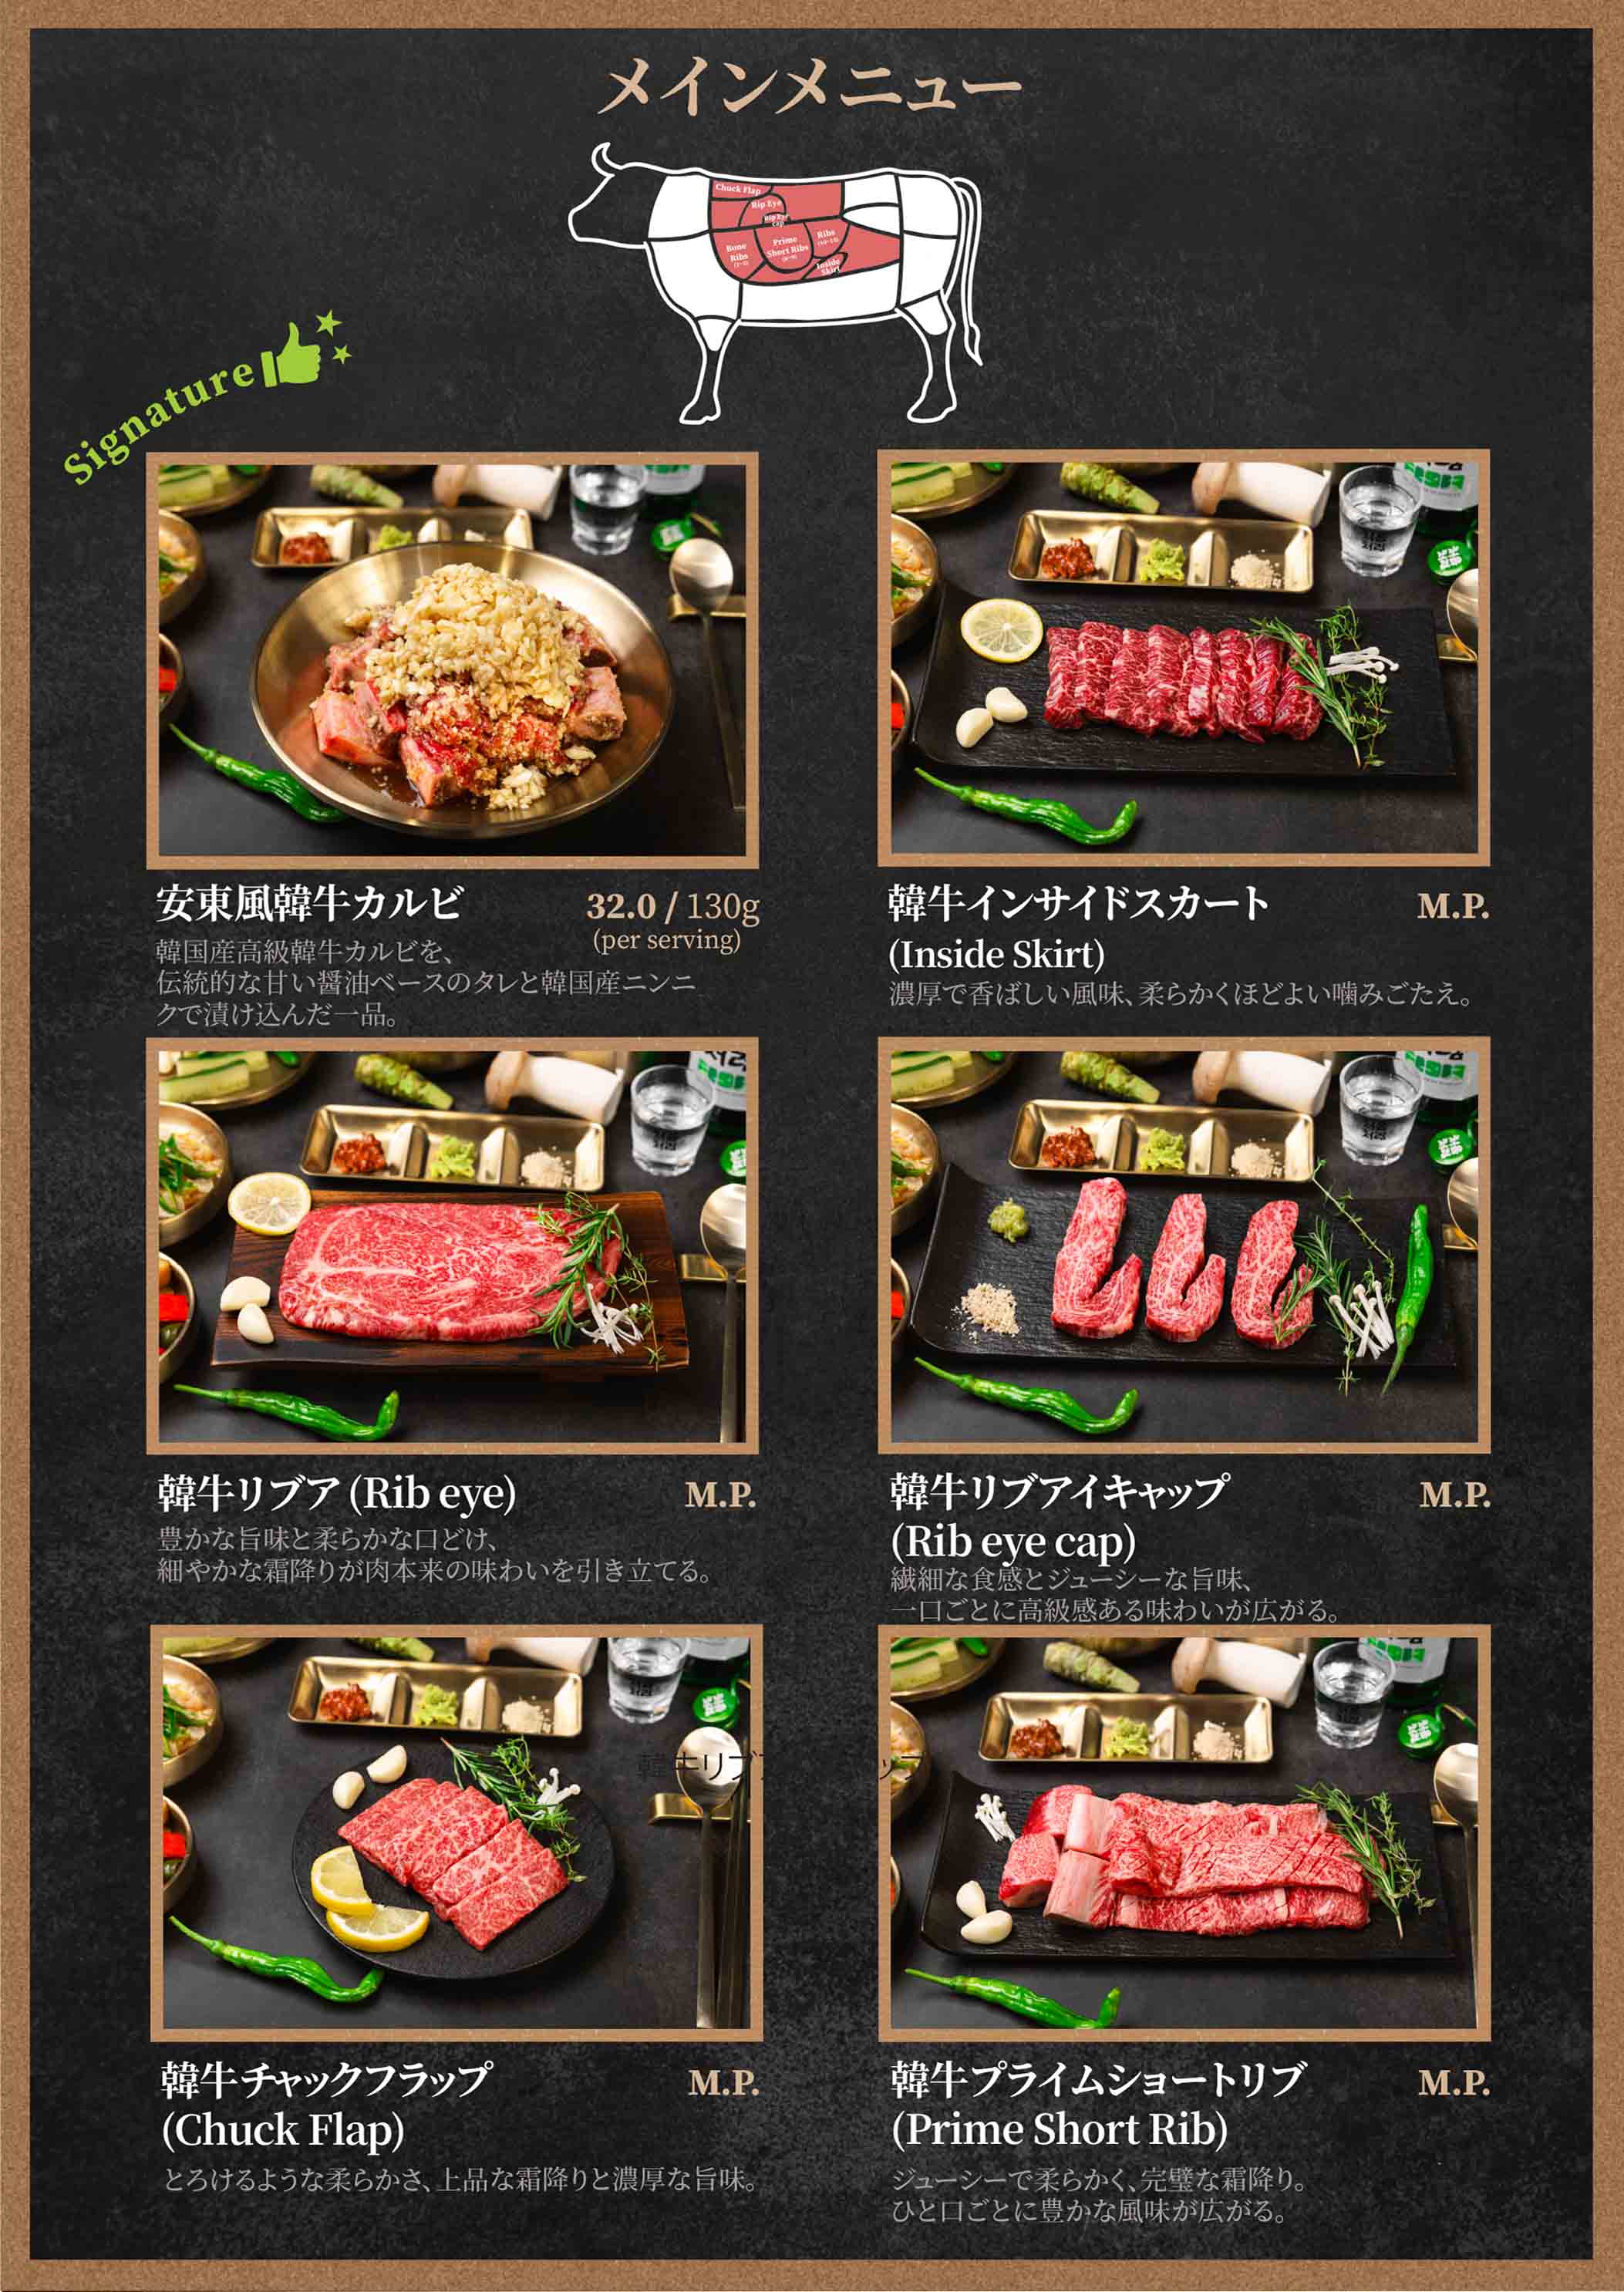 メインメニュー
Chuck Flap
Rip Eye
Rip Eye
cap
Bone
Ribs
Prime
Short Ribs
Ribs
Inside
Skirt
Signature
安東風韓牛カルビ
32.0 / 130g
(per serving)
韓国産高級韓牛カルビを、
伝統的な甘い醤油ベースのタレと韓国産ニンニ
クで漬け込んだ一品。
韓牛インサイドスカート
M.P.
(Inside Skirt)
濃厚で香ばしい風味、柔らかくほどよい噛みごたえ。
韓牛リブア (Rib eye)
M.P.
豊かな旨味と柔らかな口どけ、
細やかな霜降りが肉本来の味わいを引き立てる。
韓牛リブアイキャップ
M.P.
(Rib eye cap)
繊細な食感とジューシーな旨味、
一口ごとに高級感ある味わいが広がる。
韓牛チャックフラップ
M.P.
(Chuck Flap)
とろけるような柔らかさ、上品な霜降りと濃厚な旨味。
韓牛プライムショートリブ
M.P.
(Prime Short Rib)
ジューシーで柔らかく、完璧な霜降り。
ひと口ごとに豊かな風味が広がる。